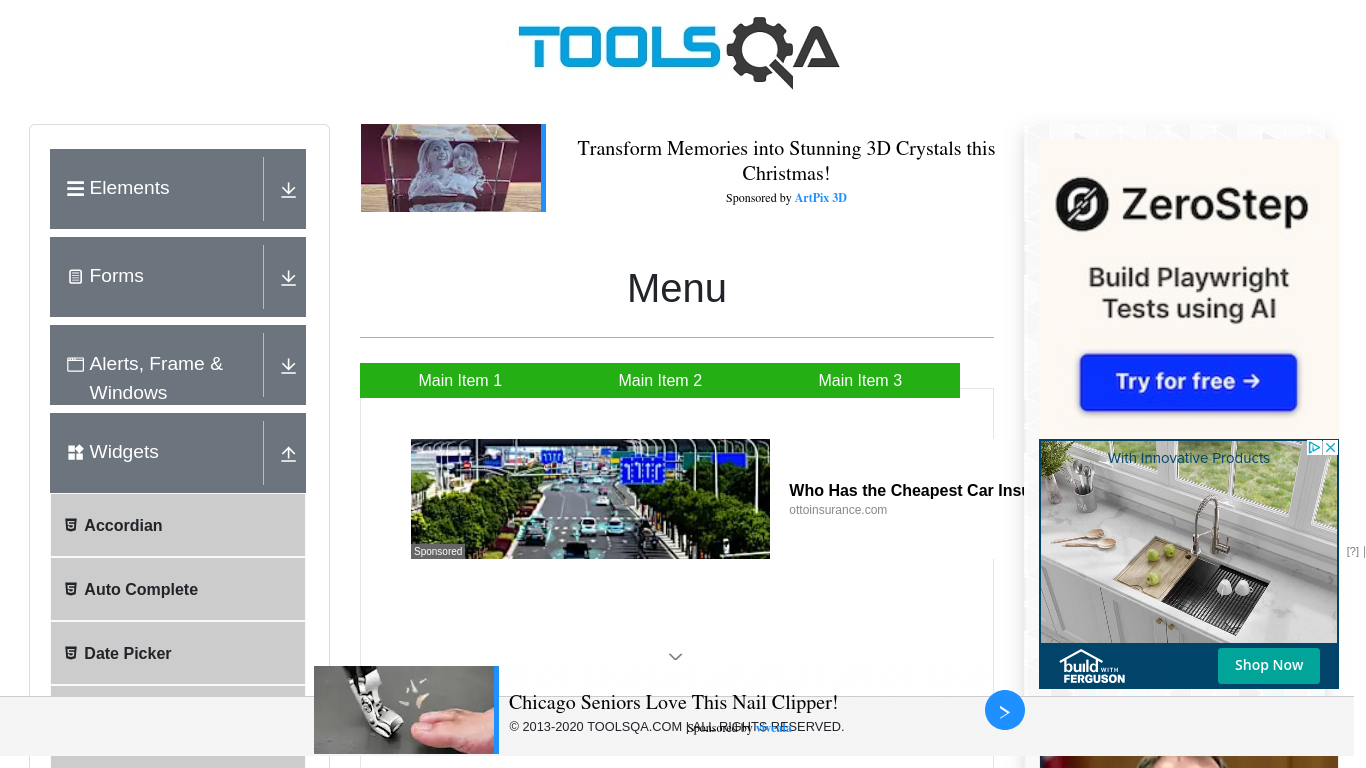 TOOLSQA
Elements
Forms
Alerts, Frame &
Windows
Widgets
Accordian
Auto Complete
Date Picker
Transform Memories into Stunning 3D Crystals this
Christmas!
Sponsored by ArtPix 3D
Menu
Main Item 1
Main Item 2
Main Item 3
Sponsored
Who Has the Cheapest Car Insu
ottoinsurance.com
ZeroStep
Build Playwright
Tests using AI
Try for free →
With Innovative Products
build WITH
FERGUSON
Shop Now
[?]
Chicago Seniors Love This Nail Clipper!
© 2013-2020 TOOLSQA.COM | ALL RIGHTS RESERVED.
Sponsored by